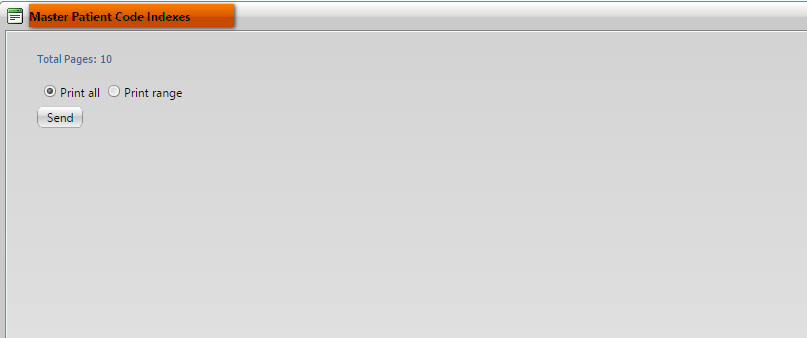 Master Patient Code Indexes
Total Pages: 10
Print all Print range
Send